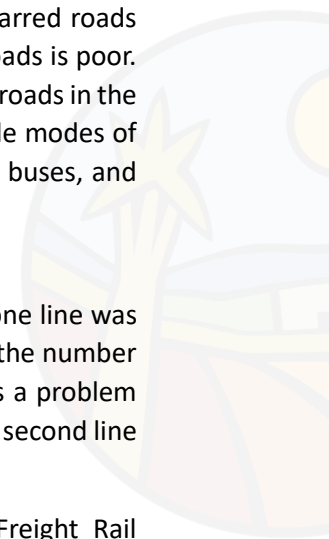 arred roads
oads is poor.
roads in the
le modes of
buses, and
one line was
the number
s a problem
second line
Freight Rail